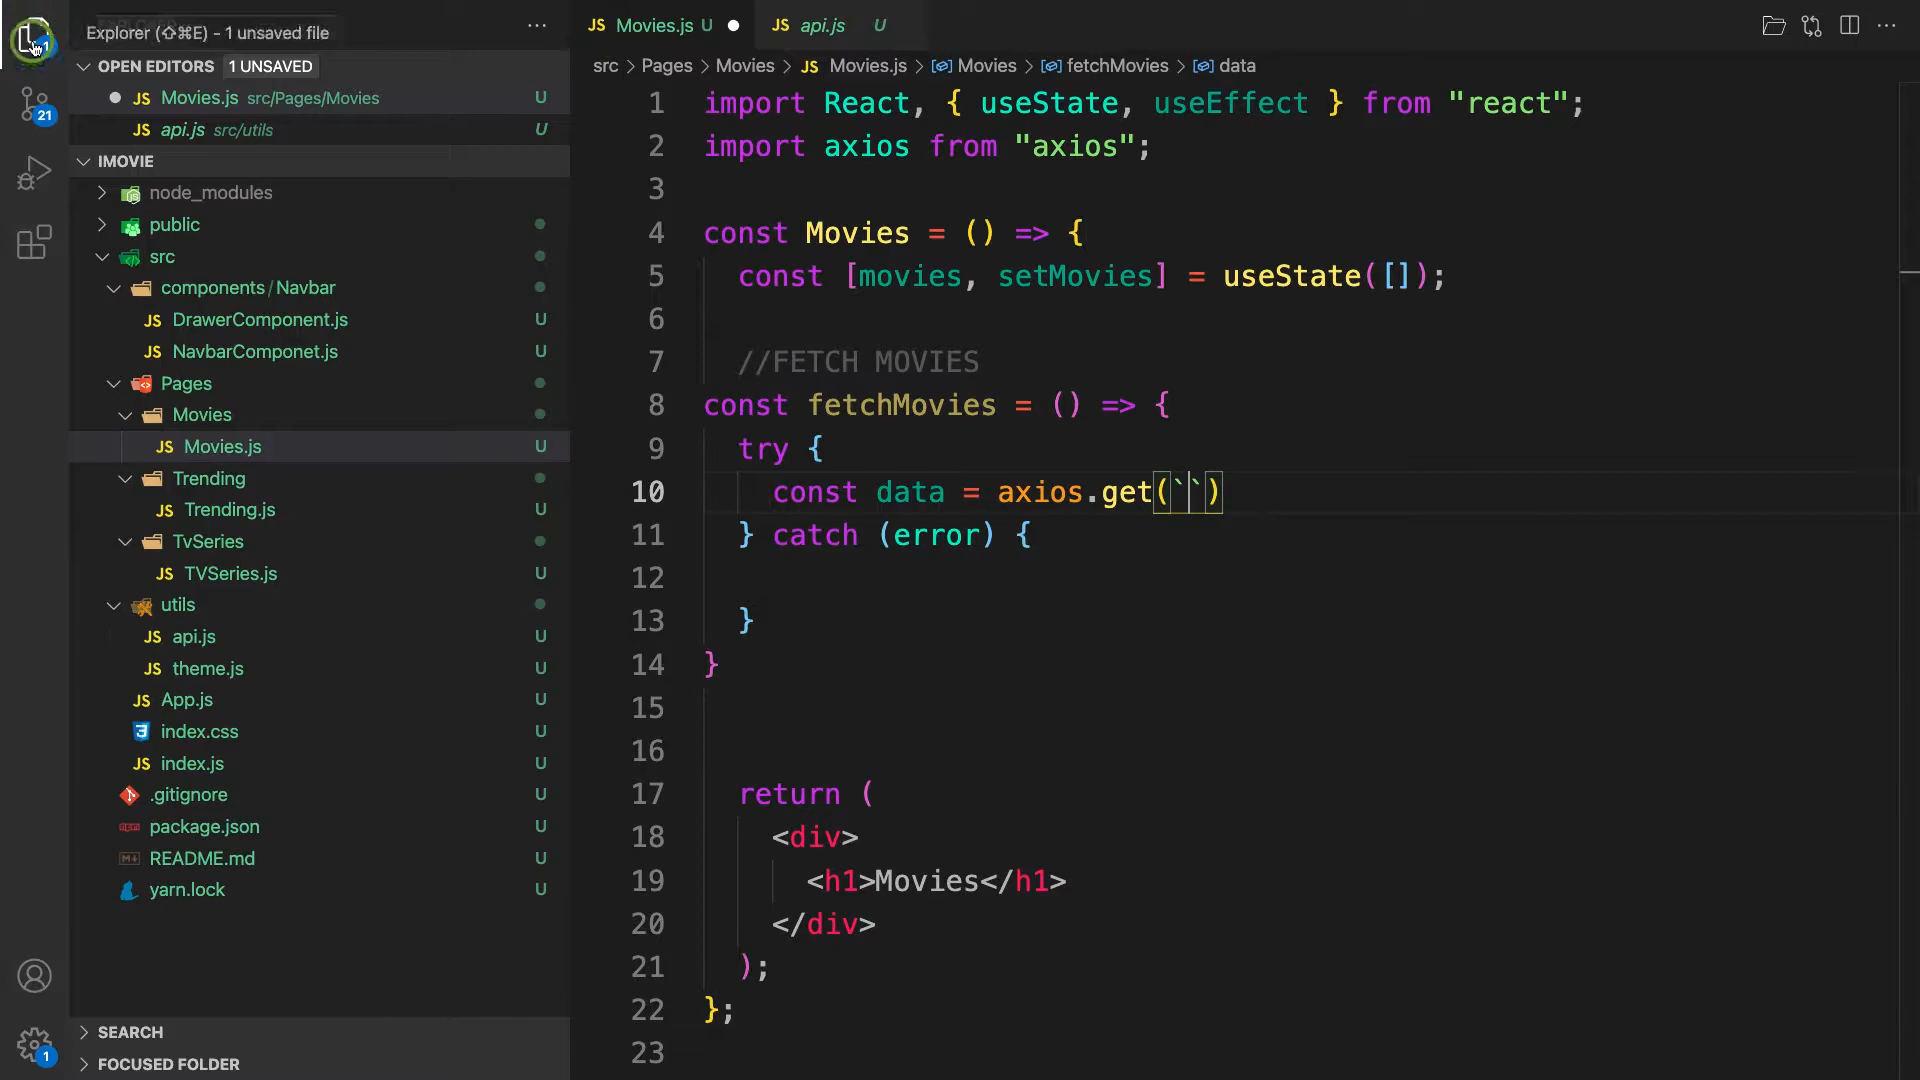 Explorer (⇧⌘E) - 1 unsaved file
OPEN EDITORS 1 UNSAVED
● JS Movies.js src/Pages/Movies U
JS api.js src/utils U
IMOVIE
node_modules
public
src
components / Navbar
JS DrawerComponent.js U
JS NavbarComponet.js U
Pages
Movies
JS Movies.js U
Trending
JS Trending.js U
TvSeries
JS TVSeries.js U
utils
JS api.js U
JS theme.js U
JS App.js U
index.css U
JS index.js U
.gitignore U
package.json U
README.md U
yarn.lock U
SEARCH
FOCUSED FOLDER
21
1
JS Movies.js U ● JS api.js U
src > Pages > Movies > JS Movies.js > Movies > fetchMovies > data
1 import React, { useState, useEffect } from "react";
2 import axios from "axios";
3
4 const Movies = () => {
5 const [movies, setMovies] = useState([]);
6
7 //FETCH MOVIES
8 const fetchMovies = () => {
9 try {
10 const data = axios.get(``)
11 } catch (error) {
12
13 }
14 }
15
16
17 return (
18 <div>
19 <h1>Movies</h1>
20 </div>
21 );
22 };
23